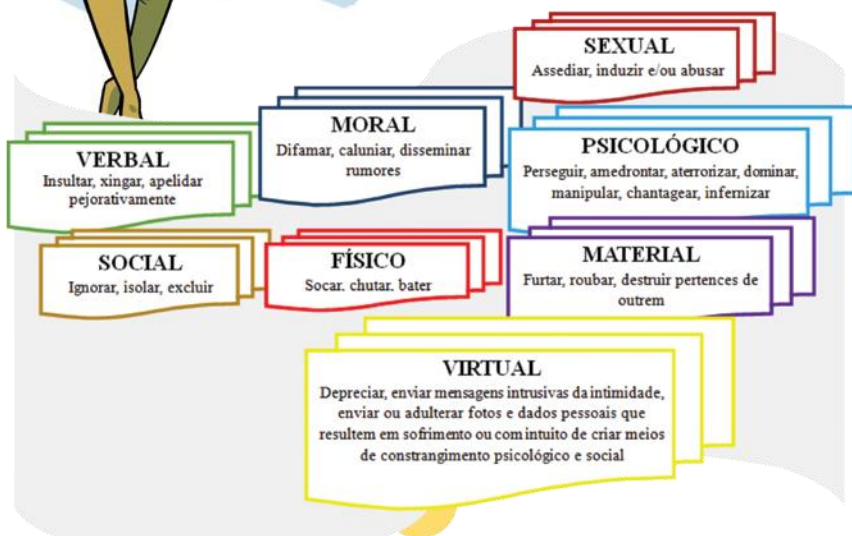 SEXUAL
Assediar, induzir e/ou abusar
MORAL
Difamar, caluniar, disseminar
rumores
VERBAL
Insultar, xingar, apelidar
pejorativamente
PSICOLÓGICO
Perseguir, amedrontar, aterrorizar, dominar,
manipular, chantagear, infernizar
SOCIAL
Ignorar, isolar, excluir
FÍSICO
Socar, chutar, bater
MATERIAL
Furtar, roubar, destruir pertences de
outrem
VIRTUAL
Depreciar, enviar mensagens intrusivas da intimidade,
enviar ou adulterar fotos e dados pessoais que
resultem em sofrimento ou com intuito de criar meios
de constrangimento psicológico e social